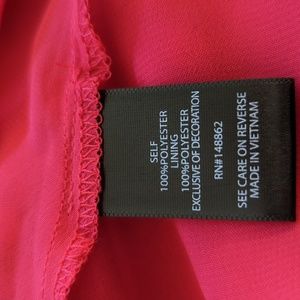 SELF
100%POLYESTER
LINING
100%POLYESTER
EXCLUSIVE OF DECORATION
RN#148862
SEE CARE ON REVERSE
MADE IN VIETNAM